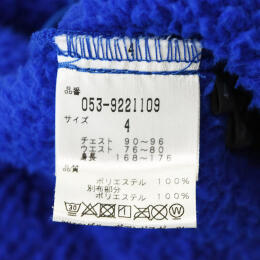 4
品番
053-9221109
サイズ
4
チェスト 90〜96
ウエスト 76〜80
身長 168〜176
品質
ポリエステル 100%
別布部分
ポリエステル 100%